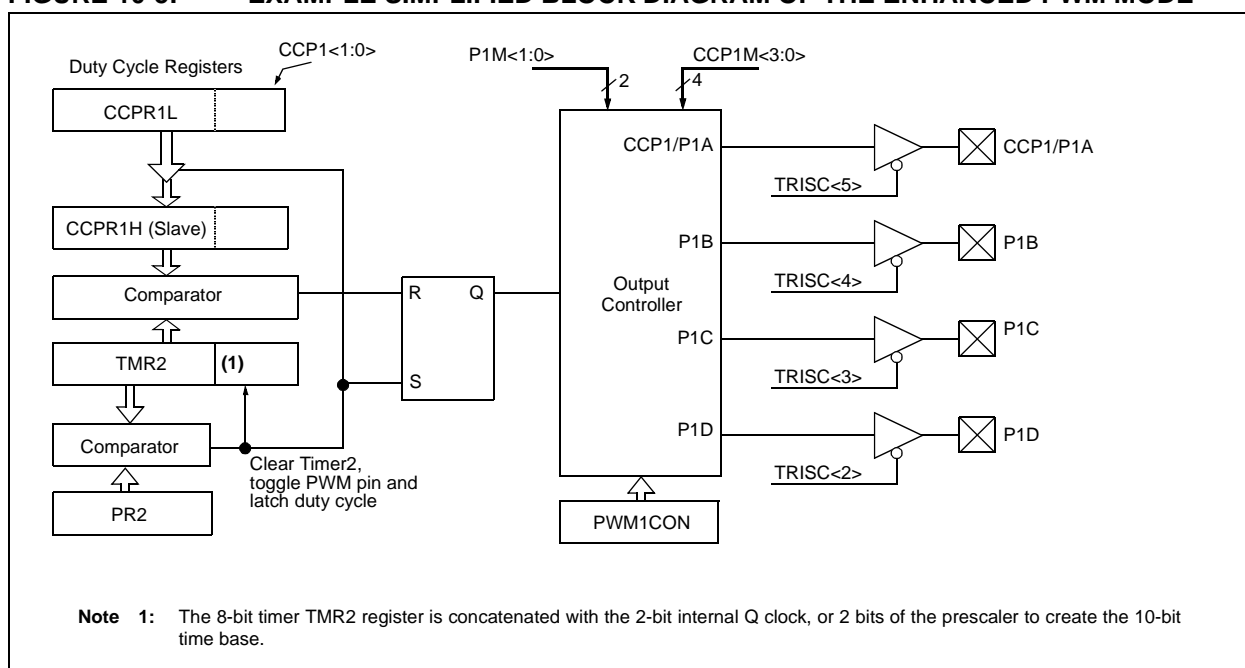 CCP1<1:0>
Duty Cycle Registers
CCPR1L
CCPR1H (Slave)
Comparator
TMR2
(1)
Comparator
PR2
Clear Timer2,
toggle PWM pin and
latch duty cycle
R
Q
S
P1M<1:0>
2
CCP1M<3:0>
4
Output
Controller
CCP1/P1A
P1B
P1C
P1D
PWM1CON
TRISC<5>
CCP1/P1A
TRISC<4>
P1B
TRISC<3>
P1C
TRISC<2>
P1D
Note 1: The 8-bit timer TMR2 register is concatenated with the 2-bit internal Q clock, or 2 bits of the prescaler to create the 10-bit
time base.